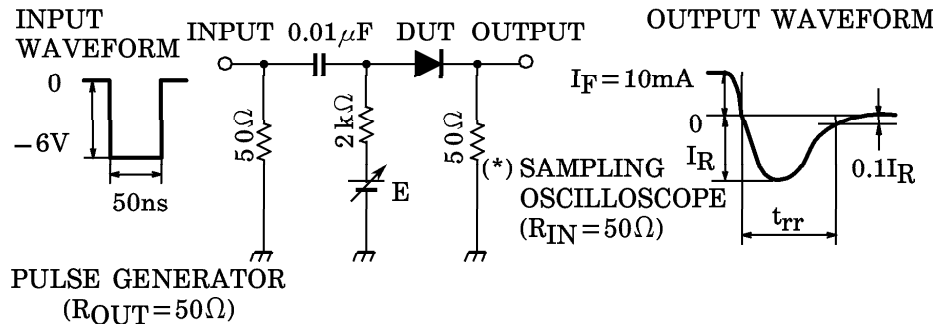 INPUT
WAVEFORM
0
−6V
50ns
INPUT 0.01μF DUT OUTPUT
50Ω
2kΩ
E
50Ω
(*) SAMPLING
OSCILLOSCOPE
(RIN=50Ω)
PULSE GENERATOR
(ROUT=50Ω)
OUTPUT WAVEFORM
IF=10mA
0
IR
0.1IR
trr